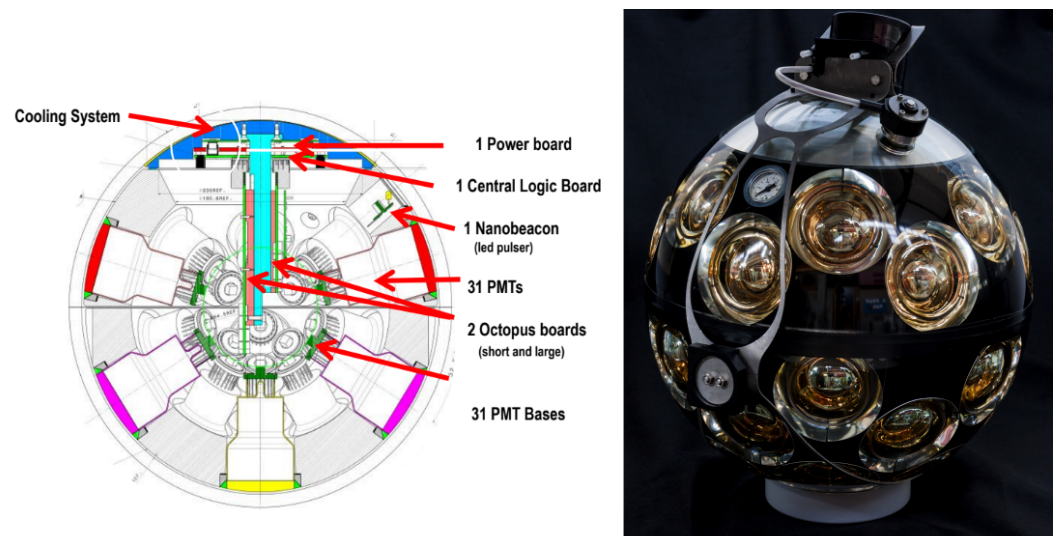 Cooling System
1 Power board
1 Central Logic Board
1 Nanobeacon
(led pulser)
31 PMTs
2 Octopus boards
(short and large)
31 PMT Bases